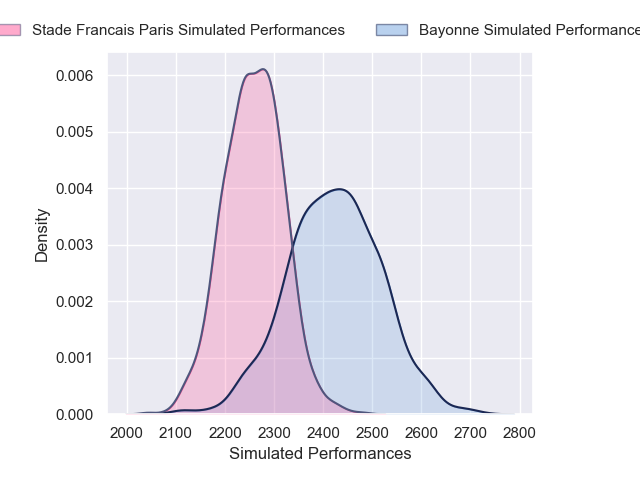 Stade Francais Paris Simulated Performances
Bayonne Simulated Performance
0.006
0.005
0.004
0.003
0.002
0.001
0.000
Density
2000 2100 2200 2300 2400 2500 2600 2700 2800
Simulated Performances